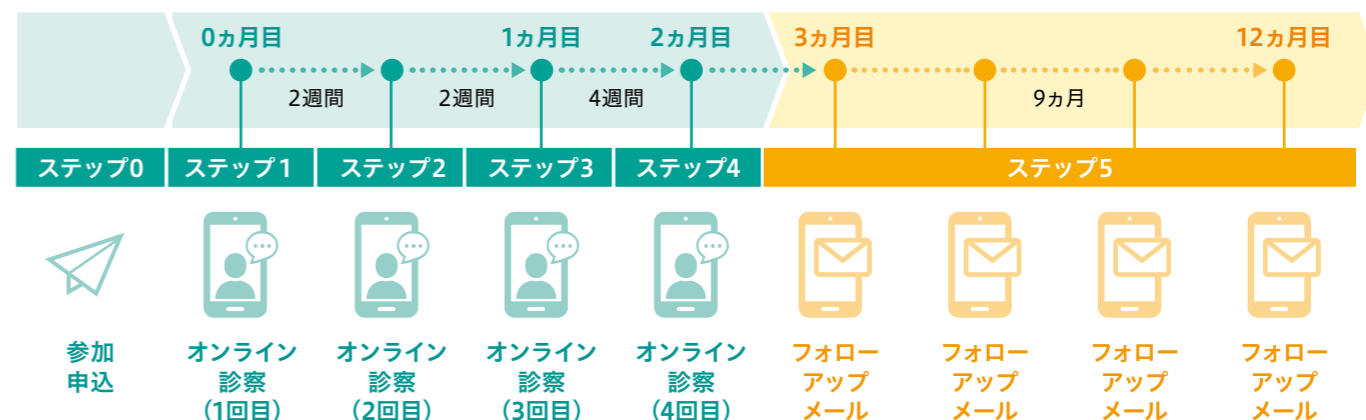 0ヵ月目
1ヵ月目
2ヵ月目
3ヵ月目
12ヵ月目
2週間
2週間
4週間
9ヵ月
ステップ0
ステップ1
ステップ2
ステップ3
ステップ4
ステップ5
参加
申込
オンライン
診察
(1回目)
オンライン
診察
(2回目)
オンライン
診察
(3回目)
オンライン
診察
(4回目)
フォロー
アップ
メール
フォロー
アップ
メール
フォロー
アップ
メール
フォロー
アップ
メール